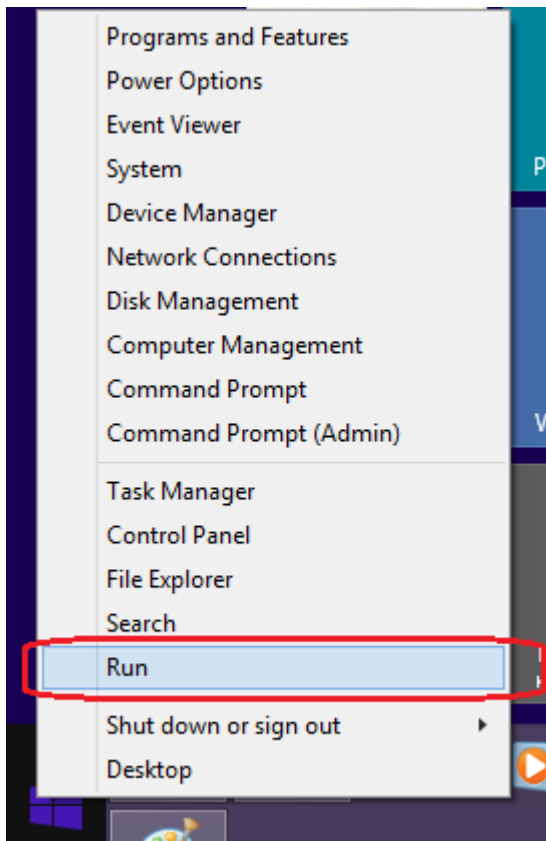 Programs and Features
Power Options
Event Viewer
System
Device Manager
Network Connections
Disk Management
Computer Management
Command Prompt
Command Prompt (Admin)
Task Manager
Control Panel
File Explorer
Search
Run
Shut down or sign out
Desktop